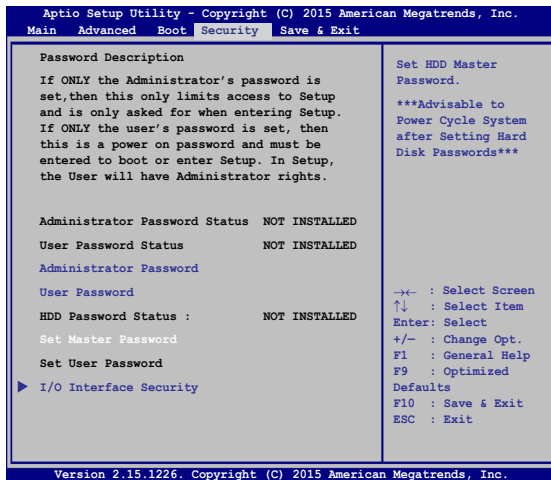 Aptio Setup Utility - Copyright (C) 2015 American Megatrends, Inc.
Main Advanced Boot Security Save & Exit
Password Description
If ONLY the Administrator's password is
set,then this only limits access to Setup
and is only asked for when entering Setup.
If ONLY the user's password is set, then
this is a power on password and must be
entered to boot or enter Setup. In Setup,
the User will have Administrator rights.
Administrator Password Status NOT INSTALLED
User Password Status NOT INSTALLED
Administrator Password
User Password
HDD Password Status : NOT INSTALLED
Set Master Password
Set User Password
I/O Interface Security
Set HDD Master
Password.
***Advisable to
Power Cycle System
after Setting Hard
Disk Passwords***
→← : Select Screen
↑↓ : Select Item
Enter: Select
+/— : Change Opt.
F1 : General Help
F9 : Optimized
Defaults
F10 : Save & Exit
ESC : Exit
Version 2.15.1226. Copyright (C) 2015 American Megatrends, Inc.